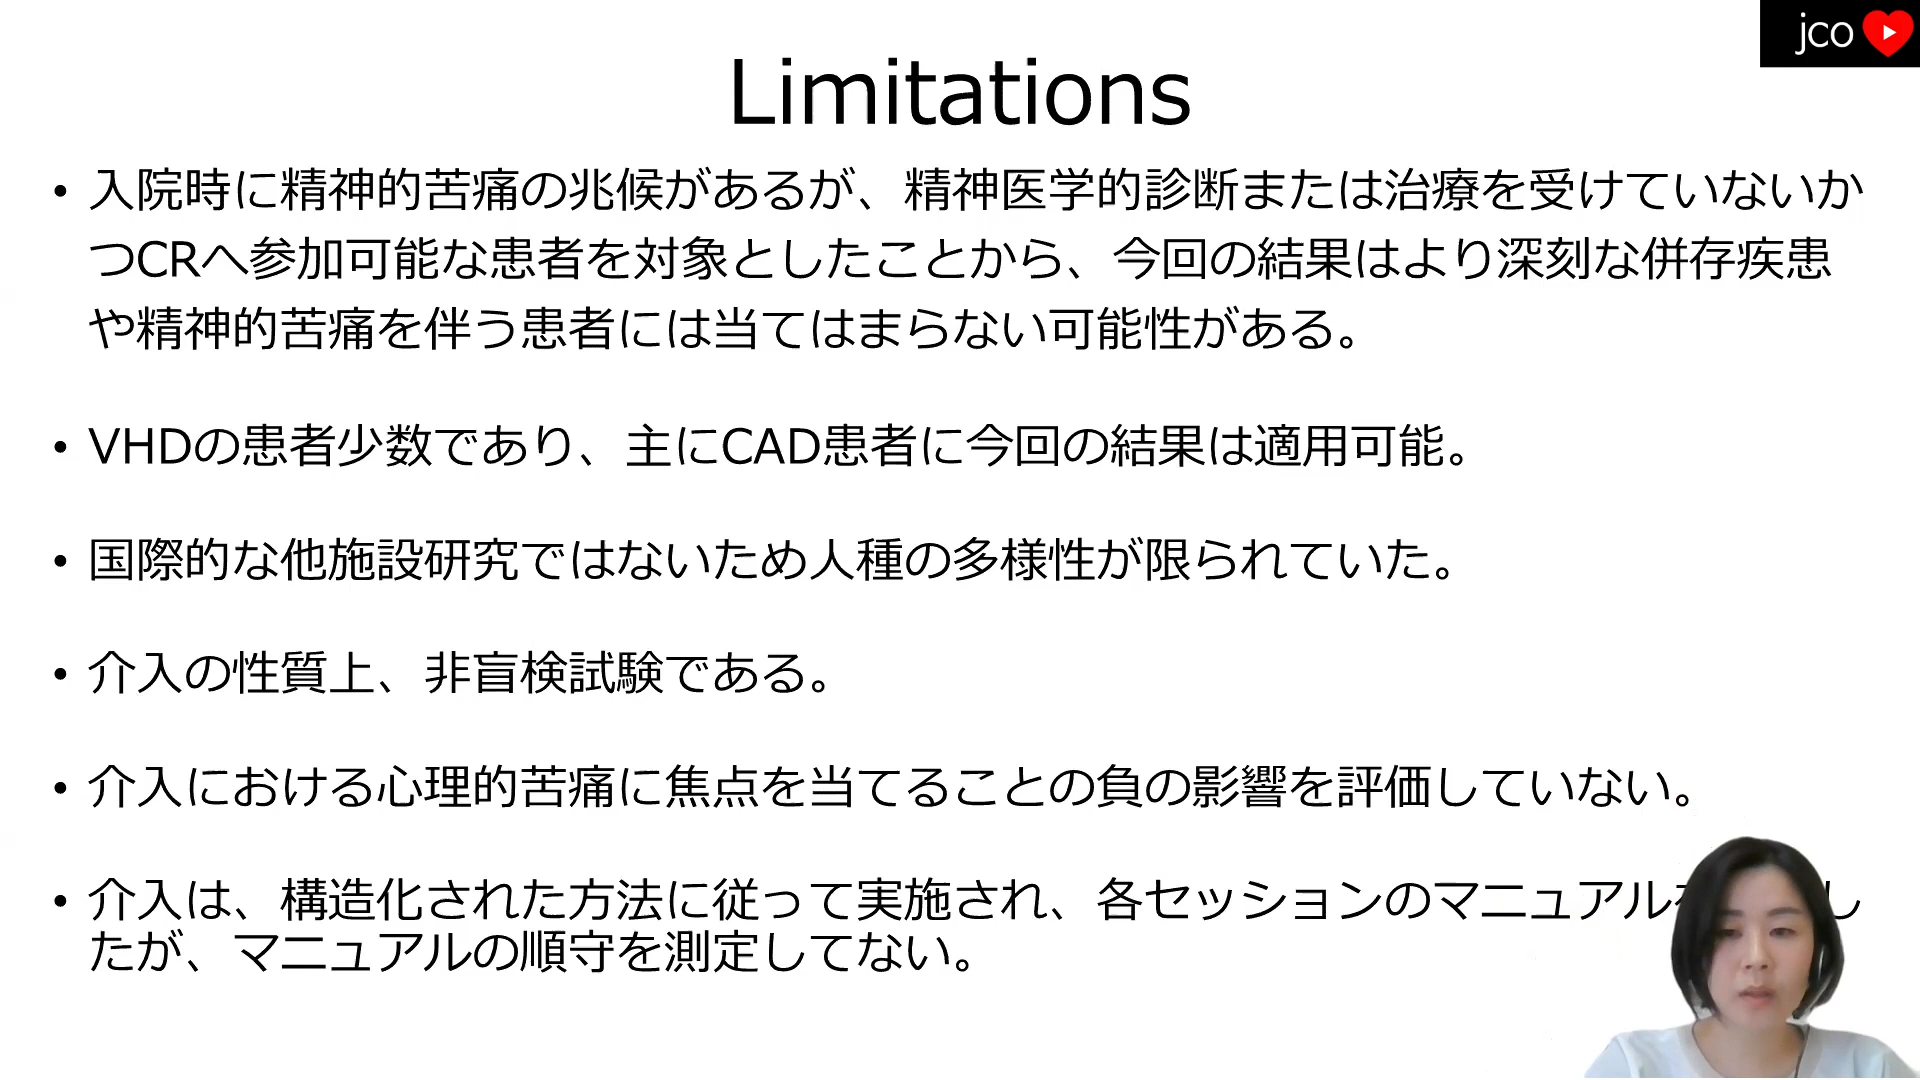 jco
Limitations
• 入院時に精神的苦痛の兆候があるが、精神医学的診断または治療を受けていないか
つCRへ参加可能な患者を対象としたことから、今回の結果はより深刻な併存疾患
や精神的苦痛を伴う患者には当てはまらない可能性がある。
• VHDの患者少数であり、主にCAD患者に今回の結果は適用可能。
• 国際的な他施設研究ではないため人種の多様性が限られていた。
• 介入の性質上、非盲検試験である。
• 介入における心理的苦痛に焦点を当てることの負の影響を評価していない。
• 介入は、構造化された方法に従って実施され、各セッションのマニュアル し
たが、マニュアルの順守を測定してない。